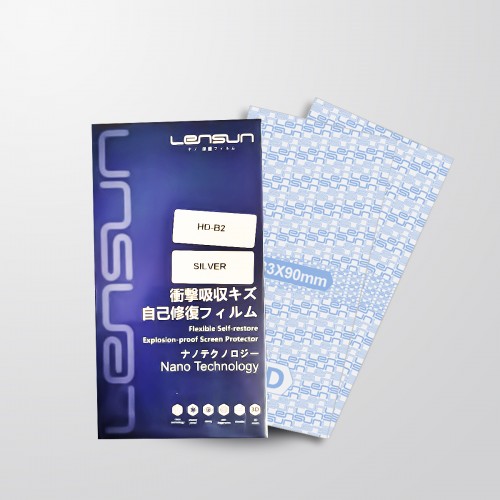 Lensun
Lensun
HD-B2
SILVER
衝撃吸収キズ
自己修復フィルム
Flexible Self-restore
Explosion-proof Screen Protector
ナノテクノロジー
Nano Technology
3X90mm
D